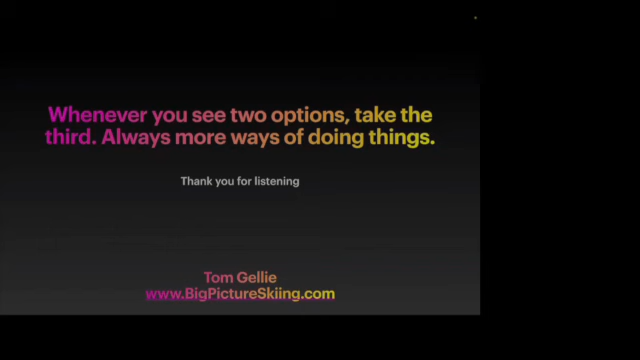 Whenever you see two options, take the
third. Always more ways of doing things.
Thank you for listening
Tom Gellie
www.BigPictureSkiing.com